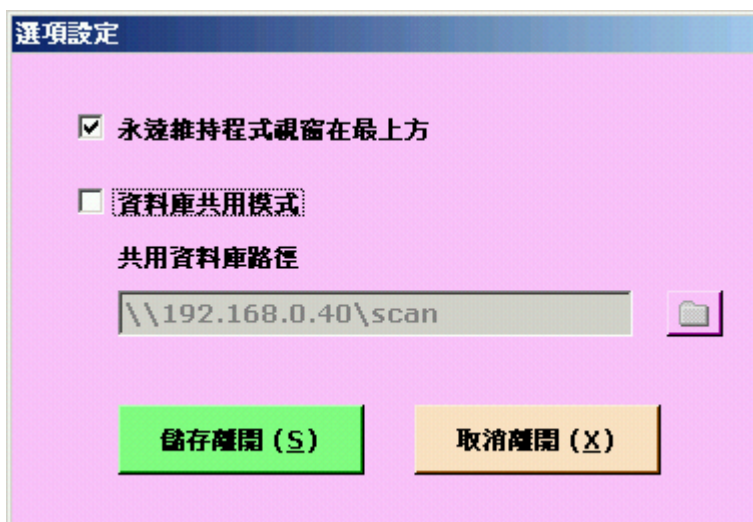 選項設定
永遠維持程式視窗在最上方
資料庫共用模式
共用資料庫路徑
\\192.168.0.40\scan
儲存離開 (S)
取消離開 (X)